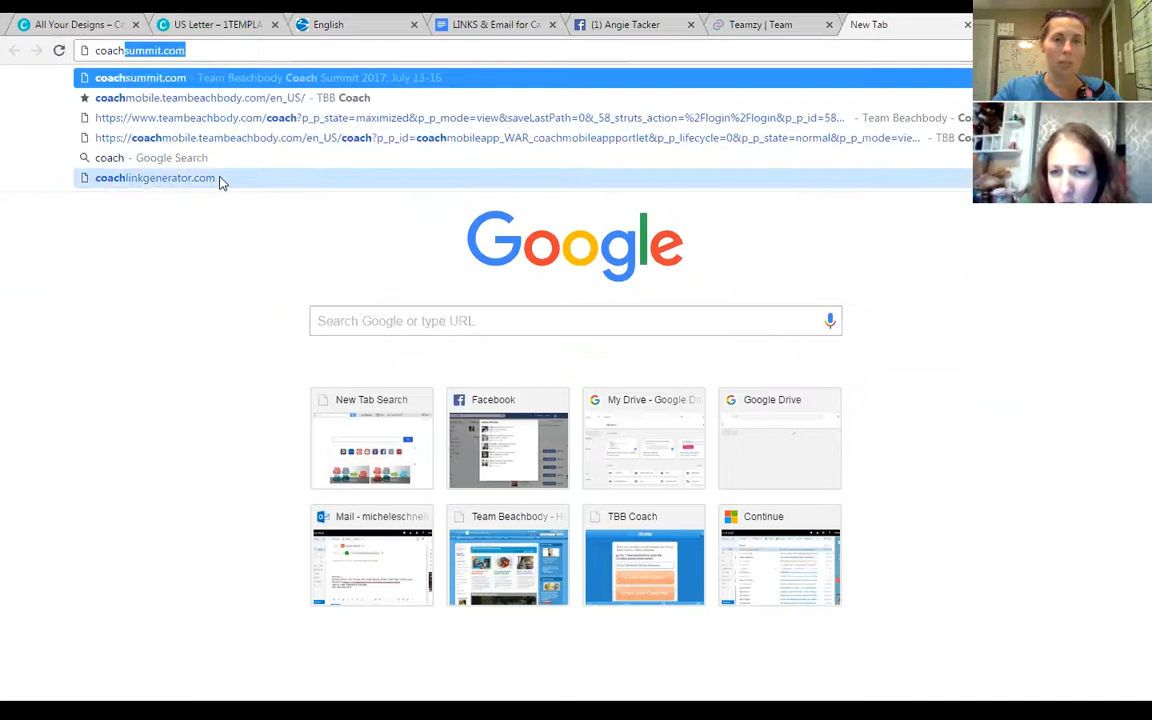 All Your Designs – C
US Letter – 1TEMPLA
English
LINKS & Email for Ca
(1) Angie Tacker
Teamzy | Team
New Tab
coachsummit.com
coachsummit.com - Team Beachbody Coach Summit 2017: July 13-16
coachmobile.teambeachbody.com/en_US/ - TBB Coach
https://www.teambeachbody.com/coach?p_p_state=maximized&p_p_mode=view&saveLastPath=0&_58_struts_action=%2Flogin%2Flogin&p_p_id=58... - Team Beachbody - Co
https://coachmobile.teambeachbody.com/en_US/coach?p_p_id=coachmobileapp_WAR_coachmobileappportlet&p_p_lifecycle=0&p_p_state=normal&p_p_mode=vie... - TBB Co
coach - Google Search
coachlinkgenerator.com
Google
Search Google or type URL
New Tab Search
Facebook
My Drive - Google Dr
Google Drive
Mail - micheleschneik
Team Beachbody - H
TBB Coach
Continue